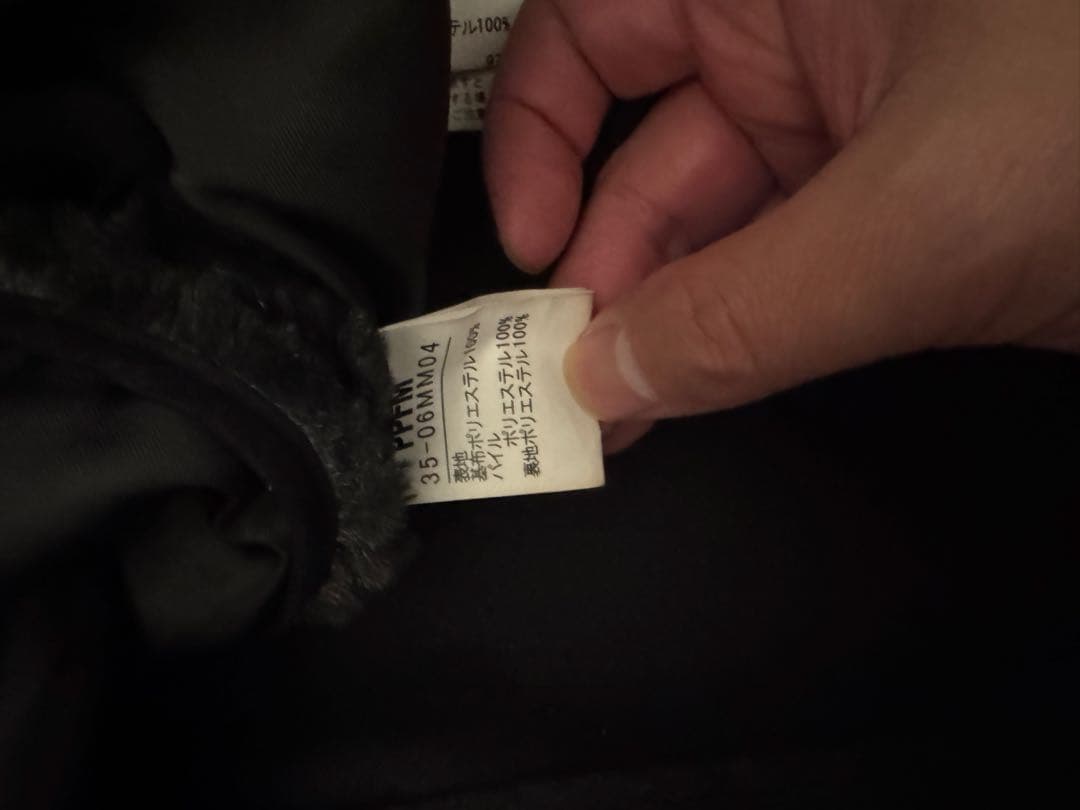 PPFM
35-06MM04
表地
基布ポリエステル100%
パイル
ポリエステル100%
裏地ポリエステル100%
テル100%